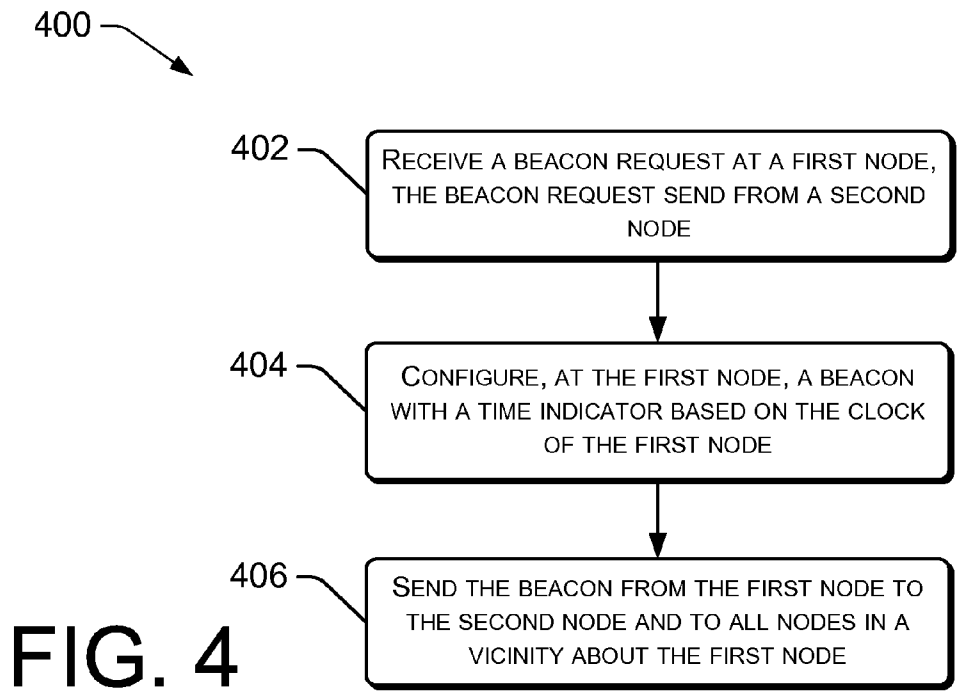 400
402
RECEIVE A BEACON REQUEST AT A FIRST NODE,
THE BEACON REQUEST SEND FROM A SECOND
NODE
404
CONFIGURE, AT THE FIRST NODE, A BEACON
WITH A TIME INDICATOR BASED ON THE CLOCK
OF THE FIRST NODE
406
SEND THE BEACON FROM THE FIRST NODE TO
THE SECOND NODE AND TO ALL NODES IN A
VICINITY ABOUT THE FIRST NODE
FIG. 4